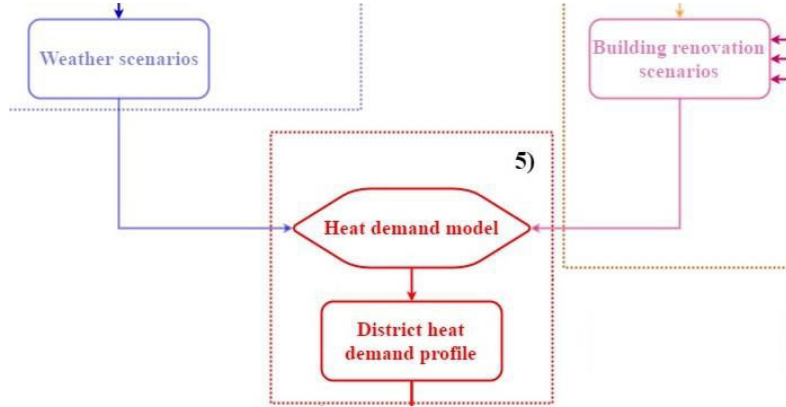 Weather scenarios
Building renovation
scenarios
5)
Heat demand model
District heat
demand profile